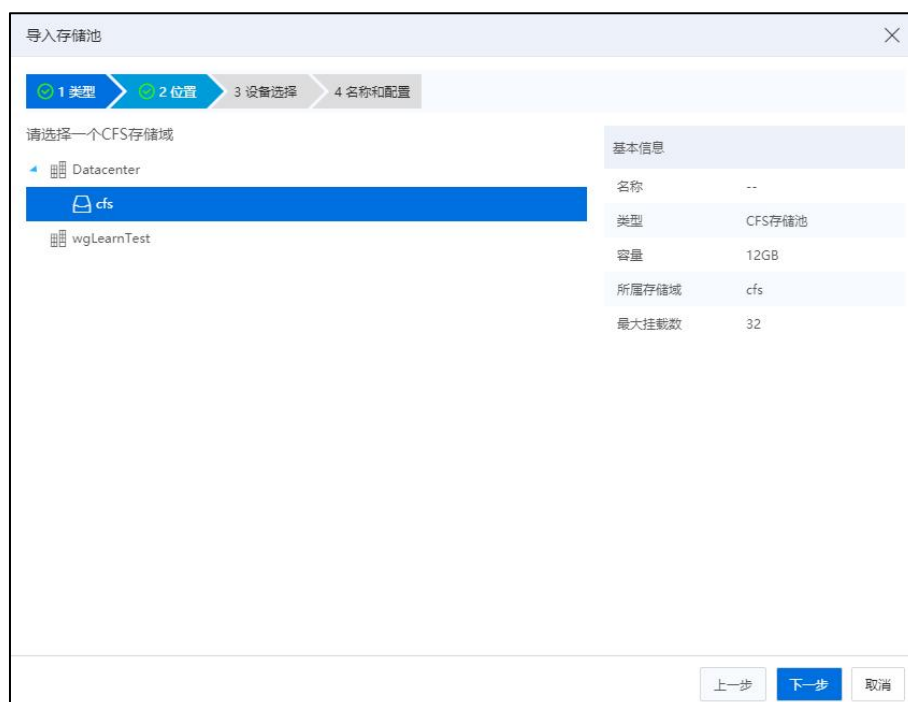 导入存储池
1 类型 2 位置 3 设备选择 4 名称和配置
请选择一个CFS存储域
Datacenter
cfs
wgLearnTest
基本信息
名称 --
类型 CFS存储池
容量 12GB
所属存储域 cfs
最大挂载数 32
上一步 下一步 取消